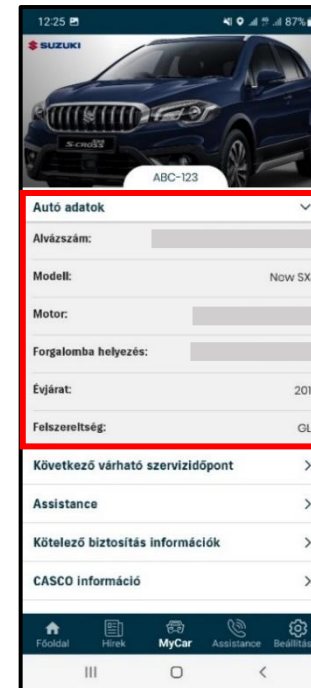 12:25 87%
SUZUKI
S-CROSS
ABC-123
Autó adatok
Alvázszám:
Modell: New SX
Motor:
Forgalomba helyezés:
Évjárat: 201
Felszereltség: GL
Következő várható szervizidőpont
Assistance
Kötelező biztosítás információk
CASCO információ
Főoldal Hírek MyCar Assistance Beállítás